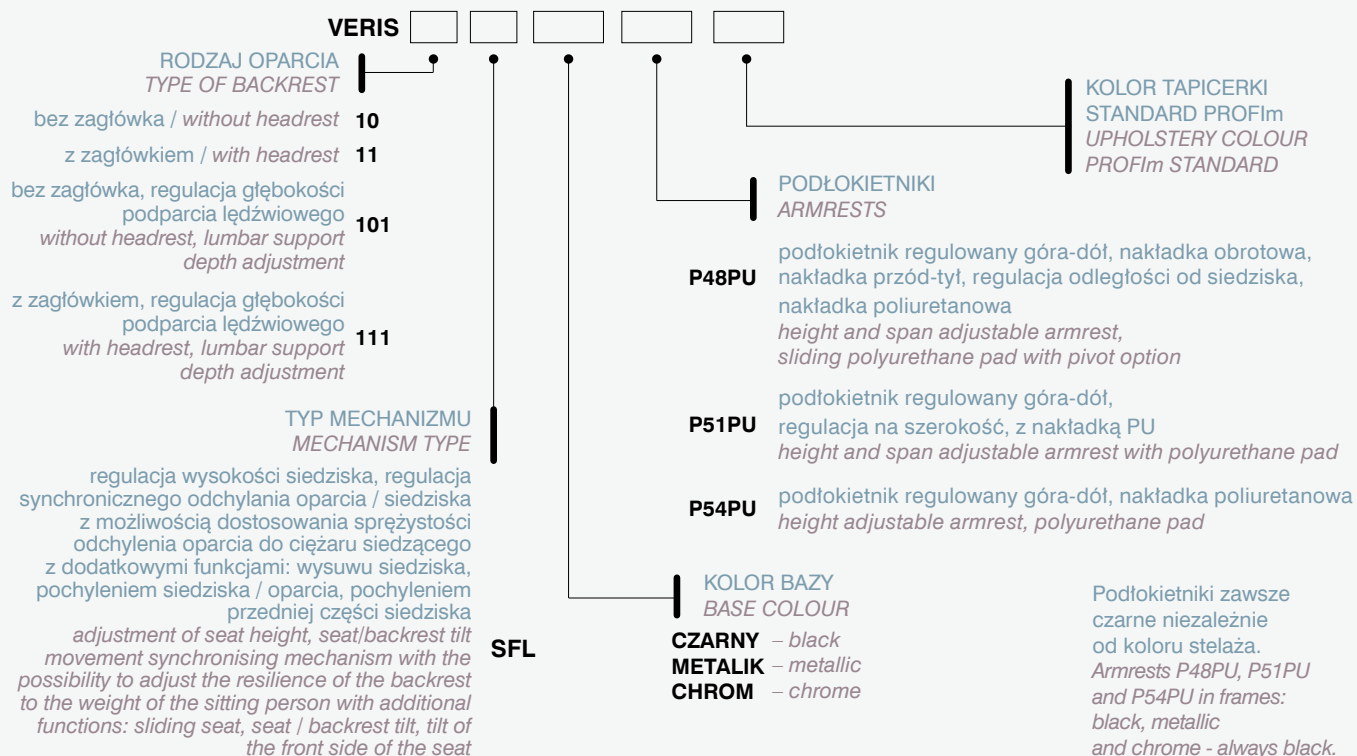 VERIS
RODZAJ OPARCIA
TYPE OF BACKREST
bez zagłówka / without headrest 10
z zagłówkiem / with headrest 11
bez zagłówka, regulacja głębokości
podparcia lędźwiowego
without headrest, lumbar support
depth adjustment
101
z zagłówkiem, regulacja głębokości
podparcia lędźwiowego
with headrest, lumbar support
depth adjustment
111
TYP MECHANIZMU
MECHANISM TYPE
regulacja wysokości siedziska, regulacja
synchronicznego odchylania oparcia / siedziska
z możliwością dostosowania sprężystości
odchylenia oparcia do ciężaru siedzącego
z dodatkowymi funkcjami: wysuwu siedziska,
pochyleniem siedziska / oparcia, pochyleniem
przedniej części siedziska
adjustment of seat height, seat/backrest tilt
movement synchronising mechanism with the
possibility to adjust the resilience of the backrest
to the weight of the sitting person with additional
functions: sliding seat, seat / backrest tilt, tilt of
the front side of the seat
SFL
KOLOR BAZY
BASE COLOUR
CZARNY – black
METALIK – metallic
CHROM – chrome
PODŁOKIETNIKI
ARMRESTS
P48PU
podłokietnik regulowany góra-dół, nakładka obrotowa,
nakładka przód-tył, regulacja odległości od siedziska,
nakładka poliuretanowa
height and span adjustable armrest,
sliding polyurethane pad with pivot option
P51PU
podłokietnik regulowany góra-dół,
regulacja na szerokość, z nakładką PU
height and span adjustable armrest with polyurethane pad
P54PU
podłokietnik regulowany góra-dół, nakładka poliuretanowa
height adjustable armrest, polyurethane pad
KOLOR TAPICERKI
STANDARD PROFIm
UPHOLSTERY COLOUR
PROFIm STANDARD
Podłokietniki zawsze
czarne niezależnie
od koloru stelaża.
Armrests P48PU, P51PU
and P54PU in frames:
black, metallic
and chrome - always black.